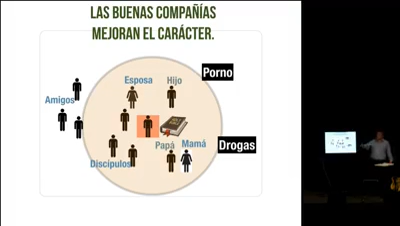 LAS BUENAS COMPAÑÍAS
MEJORAN EL CARÁCTER.
Esposa
Hijo
Porno
Amigos
Papá
Mamá
Drogas
Discípulos